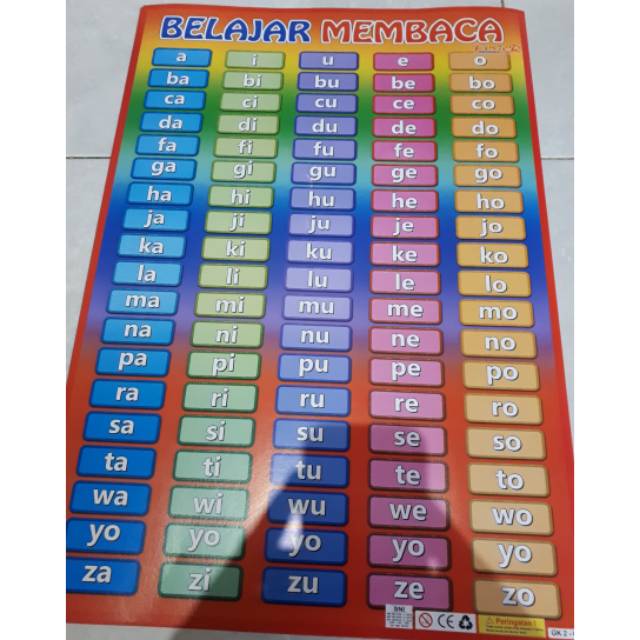 BELAJAR MEMBACA
a i u e o
ba bi bu be bo
ca ci cu ce co
da di du de do
fa fi fu fe fo
ga gi gu ge go
ha hi hu he ho
ja ji ju je jo
ka ki ku ke ko
la li lu le lo
ma mi mu me mo
na ni nu ne no
pa pi pu pe po
ra ri ru re ro
sa si su se so
ta ti tu te to
wa wi wu we wo
yo yo yo yo yo
za zi zu ze zo
SNI
CE
Peringatan !